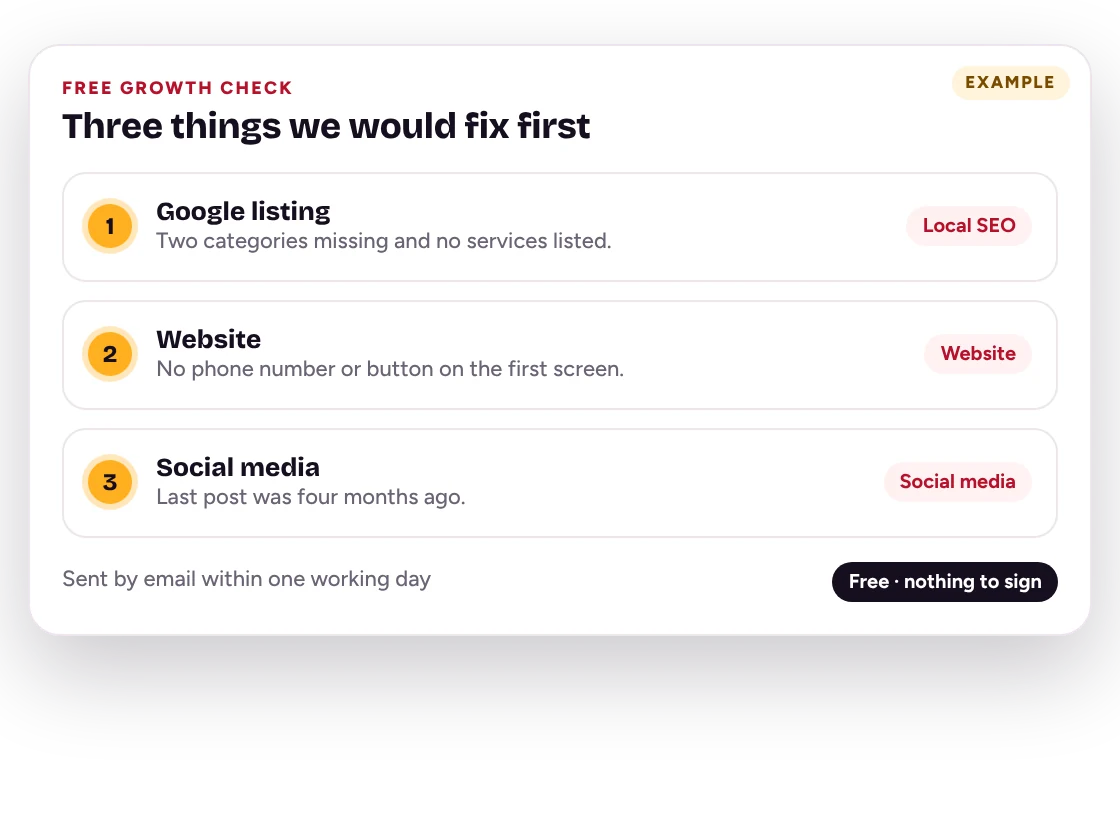 FREE GROWTH CHECK
EXAMPLE
Three things we would fix first
1
Google listing
Two categories missing and no services listed.
Local SEO
2
Website
No phone number or button on the first screen.
Website
3
Social media
Last post was four months ago.
Social media
Sent by email within one working day
Free · nothing to sign